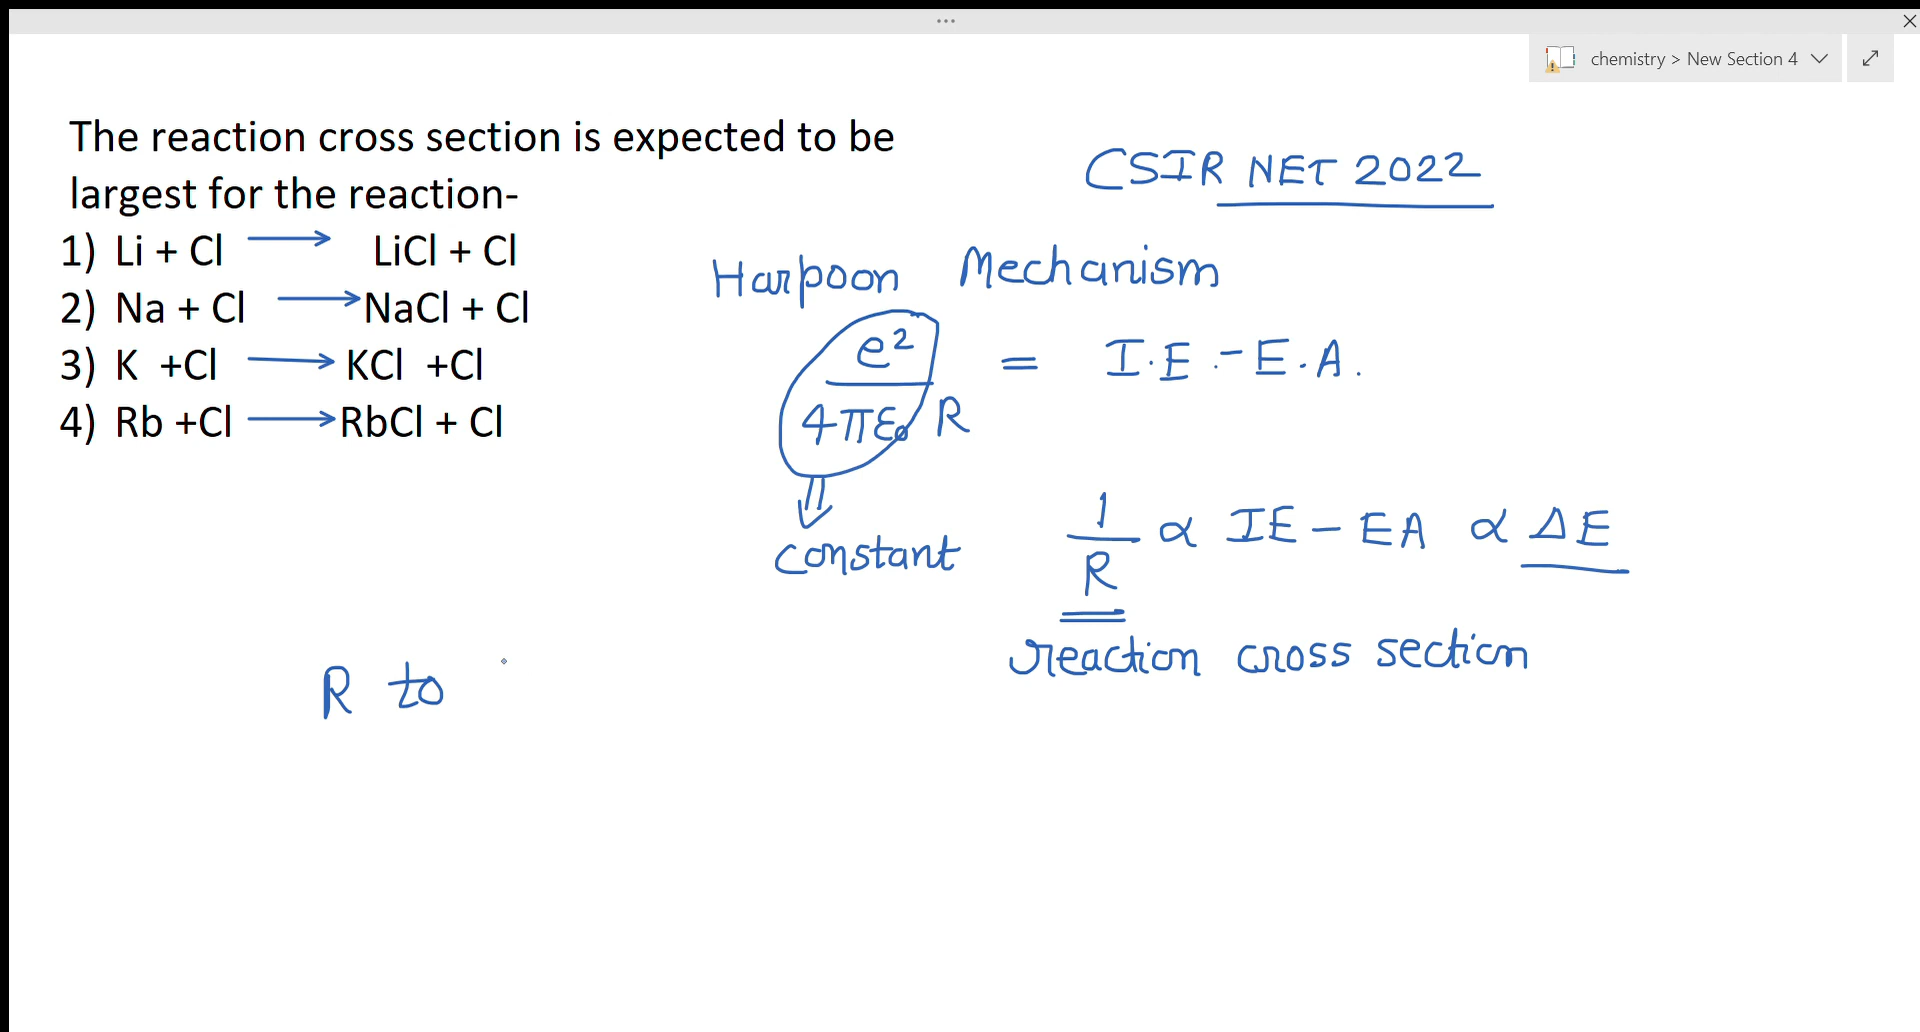 chemistry > New Section 4
The reaction cross section is expected to be
largest for the reaction-
1) Li + Cl ⟶ LiCl + Cl
2) Na + Cl ⟶ NaCl + Cl
3) K +Cl ⟶ KCl +Cl
4) Rb +Cl ⟶ RbCl + Cl
CSIR NET 2022
Harpoon Mechanism
e²/4πε₀ R = I.E.-E.A.
⇓
constant
1/R α IE - EA α ΔE
reaction cross section
R to